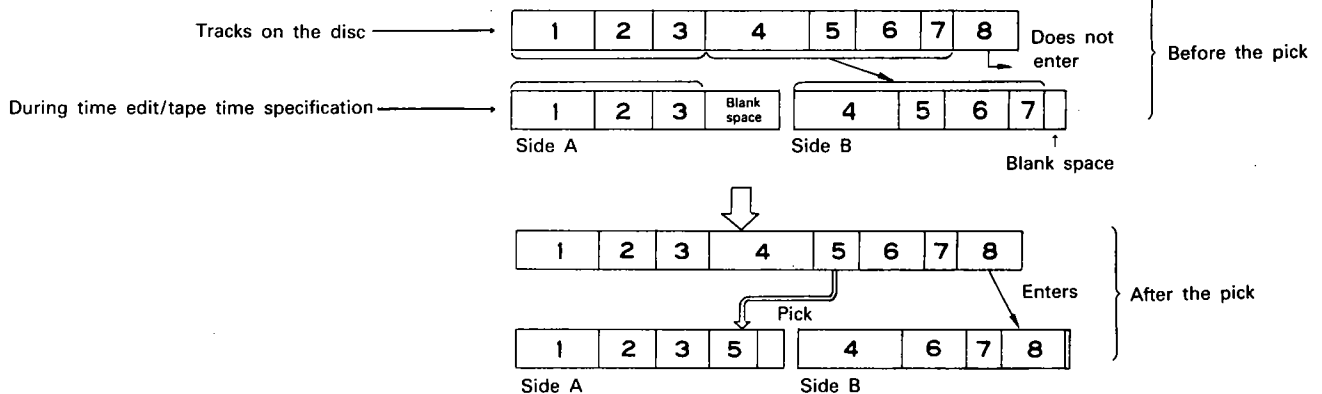 Tracks on the disc
1 2 3 4 5 6 7 8
Does not
enter
Before the pick
During time edit/tape time specification
1 2 3 Blank
space
4 5 6 7
Side A
Side B
Blank space
1 2 3 4 5 6 7 8
Enters
After the pick
Pick
1 2 3 5
4 6 7 8
Side A
Side B